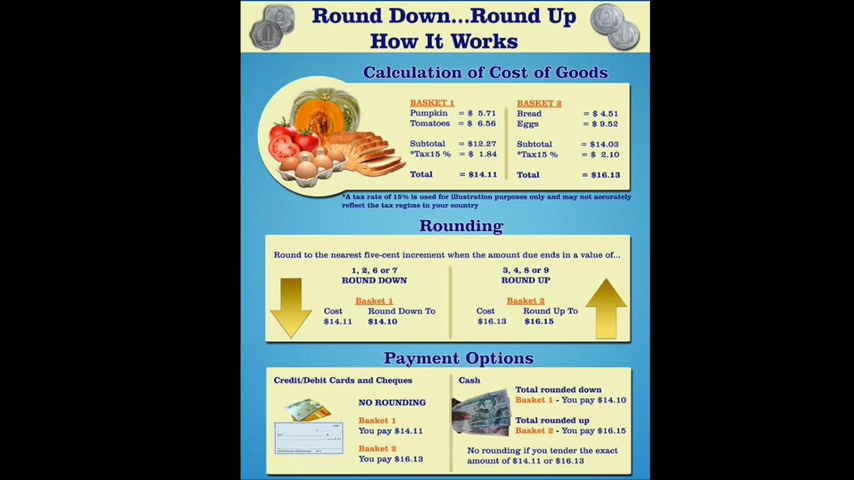 Round Down...Round Up
How It Works
Calculation of Cost of Goods
BASKET 1
Pumpkin = $ 5.71
Tomatoes = $ 6.56
Subtotal = $12.27
*Tax15 % = $ 1.84
Total = $14.11
BASKET 2
Bread = $ 4.51
Eggs = $ 9.52
Subtotal = $14.03
*Tax15 % = $ 2.10
Total = $16.13
*A tax rate of 15% is used for illustration purposes only and may not accurately
reflect the tax regime in your country
Rounding
Round to the nearest five-cent increment when the amount due ends in a value of...
1, 2, 6 or 7
ROUND DOWN
Basket 1
Cost Round Down To
$14.11 $14.10
3, 4, 8 or 9
ROUND UP
Basket 2
Cost Round Up To
$16.13 $16.15
Payment Options
Credit/Debit Cards and Cheques
NO ROUNDING
Basket 1
You pay $14.11
Basket 2
You pay $16.13
Cash
Total rounded down
Basket 1 - You pay $14.10
Total rounded up
Basket 2 - You pay $16.15
No rounding if you tender the exact
amount of $14.11 or $16.13